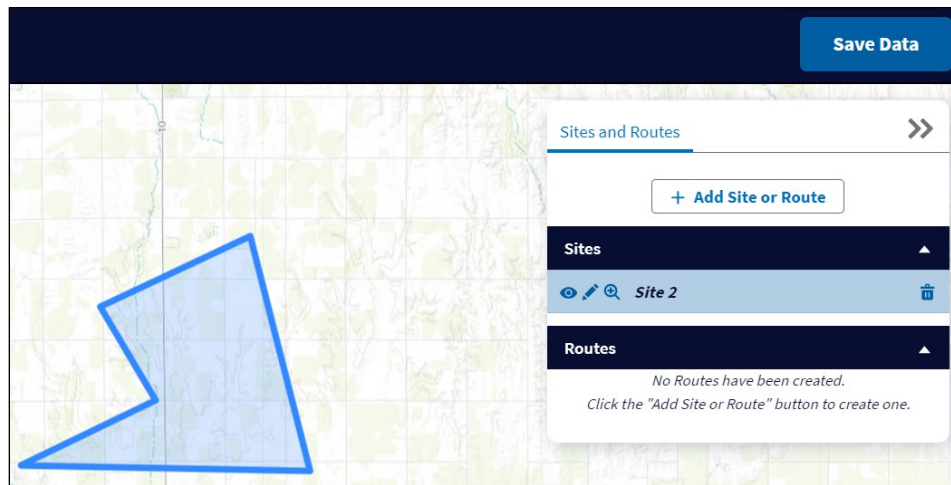 Save Data
10
Sites and Routes
+ Add Site or Route
Sites
Site 2
Routes
No Routes have been created.
Click the "Add Site or Route" button to create one.